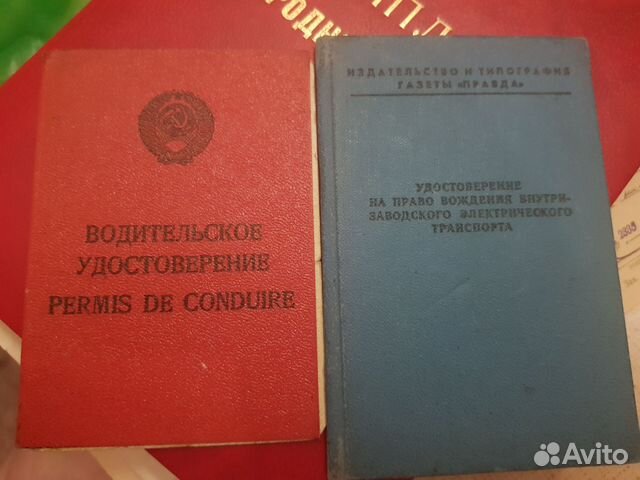 ВОДИТЕЛЬСКОЕ
УДОСТОВЕРЕНИЕ
PERMIS DE CONDUIRE
ИЗДАТЕЛЬСТВО И ТИПОГРАФИЯ
ГАЗЕТЫ «ПРАВДА»
УДОСТОВЕРЕНИЕ
НА ПРАВО ВОЖДЕНИЯ ВНУТРИ-
ЗАВОДСКОГО ЭЛЕКТРИЧЕСКОГО
ТРАНСПОРТА
Avito